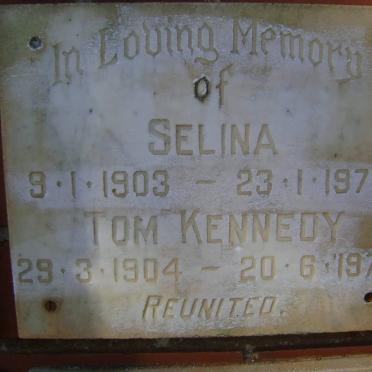 In Loving Memory
of
SELINA
9·1·1903 – 23·1·197
TOM KENNEDY
29·3·1904 – 20·6·197
REUNITED.